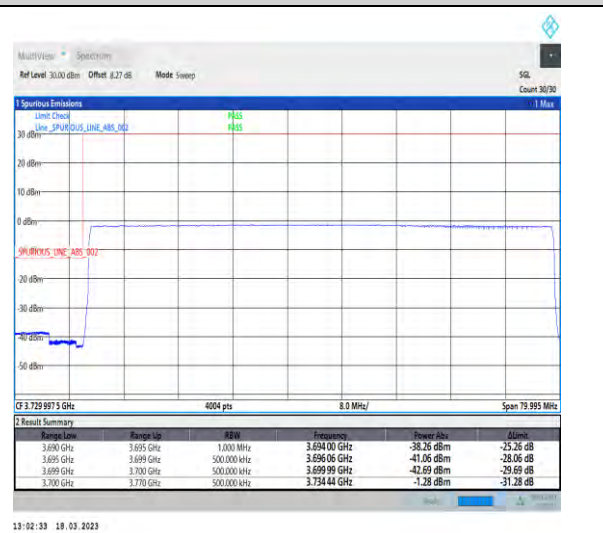 MultiView Spectrum
Ref Level 30.00 dBm Offset 8.27 dB Mode Sweep SGL
Count 30/30
1 Spurious Emissions 1 Max
Limit Check PASS
Line _SPURIOUS_LINE_ABS_002 PASS
30 dBm
20 dBm
10 dBm
0 dBm
_SPURIOUS_LINE_ABS_002
-20 dBm
-30 dBm
-40 dBm
-50 dBm
CF 3.729 997 5 GHz 4004 pts 8.0 MHz/ Span 79.995 MHz
2 Result Summary
Range Low Range Up RBW Frequency Power Abs ΔLimit
3.690 GHz 3.695 GHz 1.000 MHz 3.694 00 GHz -38.26 dBm -25.26 dB
3.695 GHz 3.699 GHz 500.000 kHz 3.696 06 GHz -41.06 dBm -28.06 dB
3.699 GHz 3.700 GHz 500.000 kHz 3.699 99 GHz -42.69 dBm -29.69 dB
3.700 GHz 3.770 GHz 500.000 kHz 3.734 44 GHz -1.28 dBm -31.28 dB
13:02:33 18.03.2023